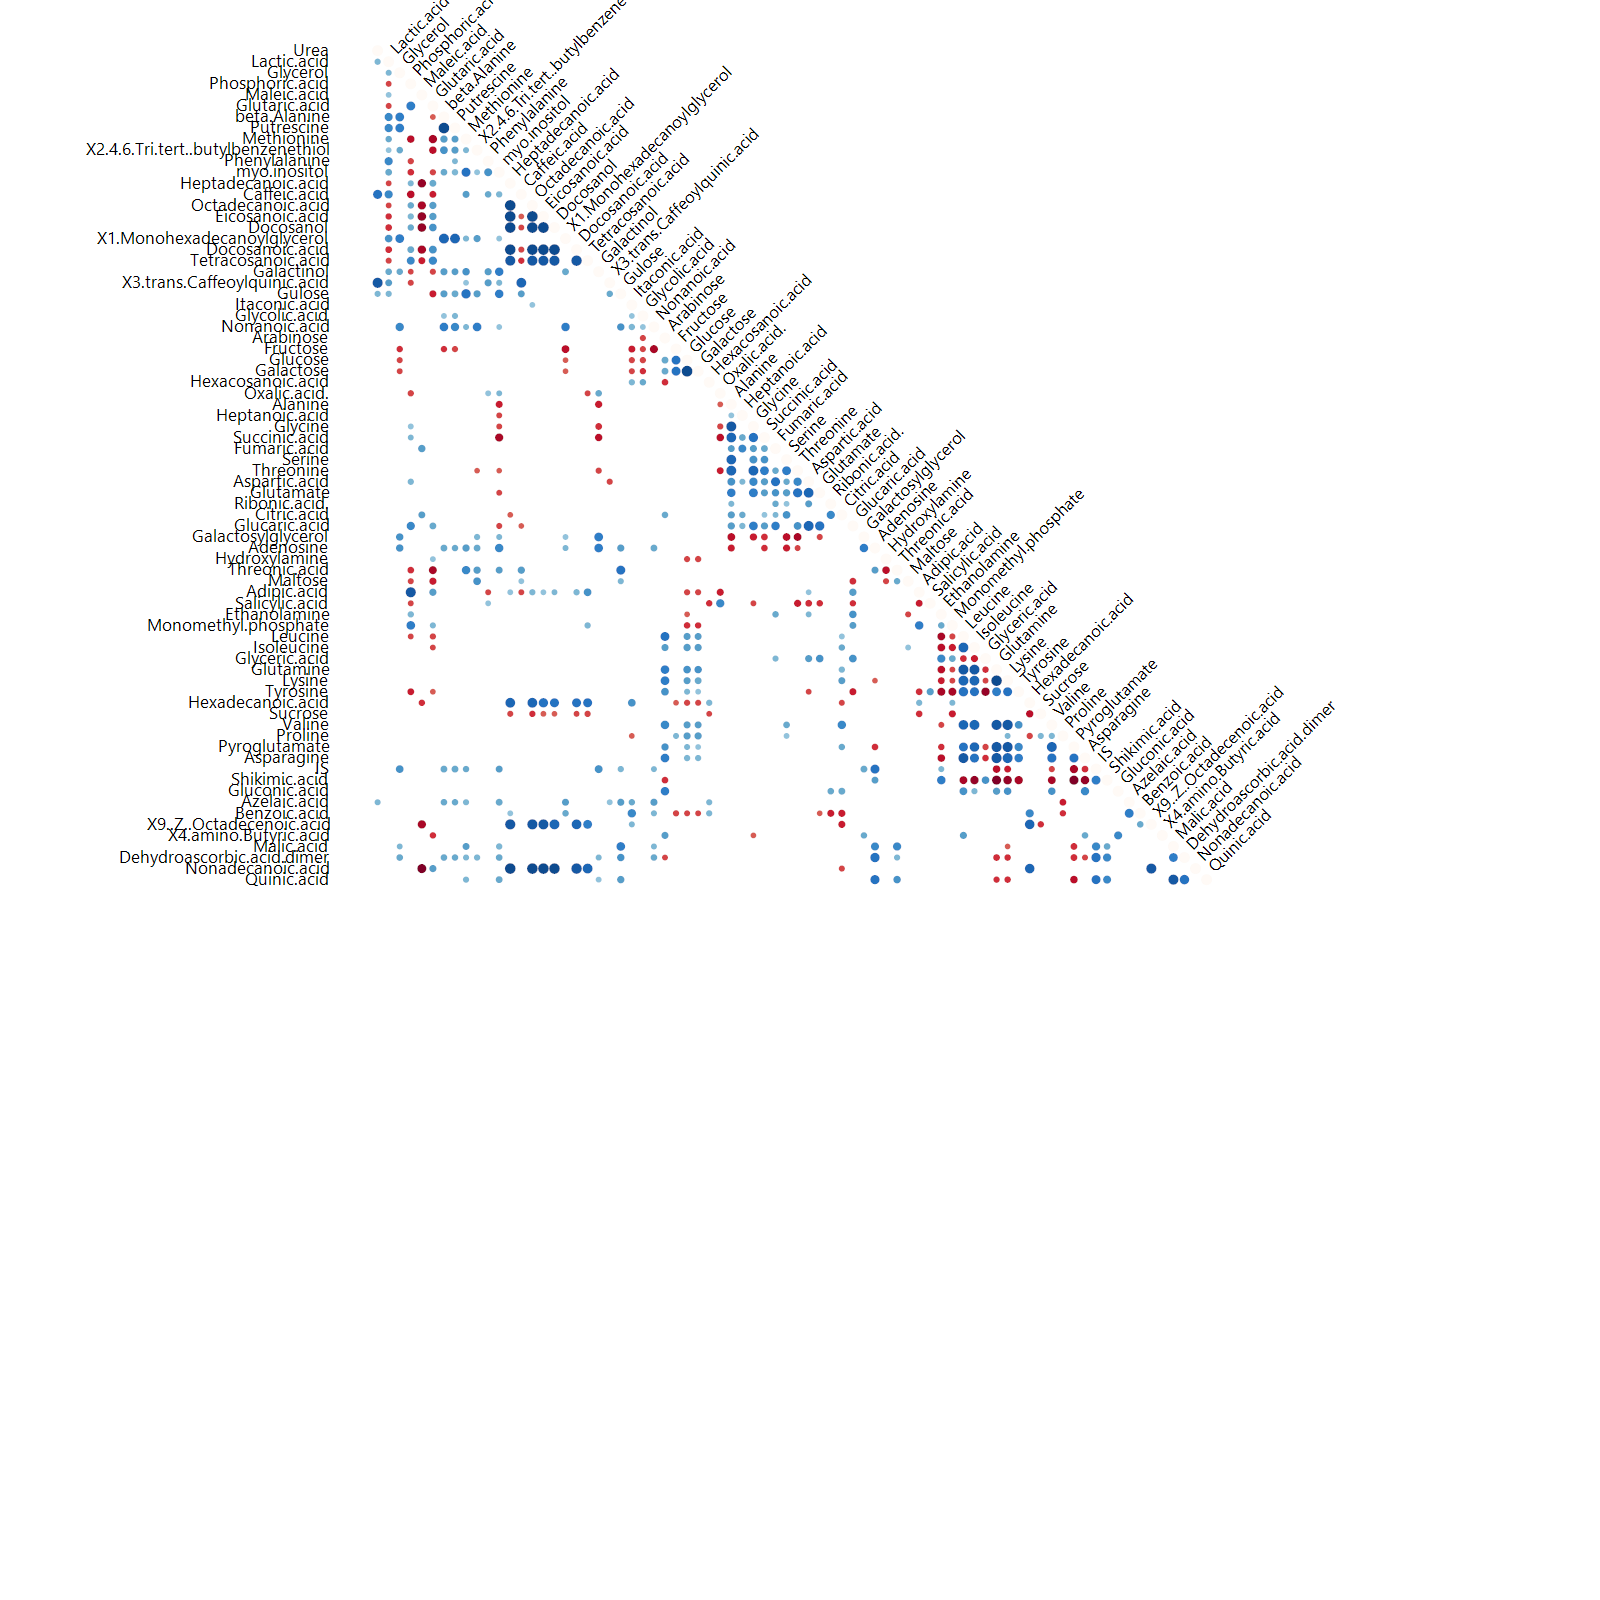 Urea
Lactic.acid
Glycerol
Phosphoric.acid
Maleic.acid
Glutaric.acid
beta.Alanine
Putrescine
Methionine
X2.4.6.Tri.tert..butylbenzenethiol
Phenylalanine
myo.inositol
Heptadecanoic.acid
Caffeic.acid
Octadecanoic.acid
Eicosanoic.acid
Docosanol
X1.Monohexadecanoylglycerol
Docosanoic.acid
Tetracosanoic.acid
Galactinol
X3.trans.Caffeoylquinic.acid
Gulose
Itaconic.acid
Glycolic.acid
Nonanoic.acid
Arabinose
Fructose
Glucose
Galactose
Hexacosanoic.acid
Oxalic.acid.
Alanine
Heptanoic.acid
Glycine
Succinic.acid
Fumaric.acid
Serine
Threonine
Aspartic.acid
Glutamate
Ribonic.acid.
Citric.acid
Glucaric.acid
Galactosylglycerol
Adenosine
Hydroxylamine
Threonic.acid
Maltose
Adipic.acid
Salicylic.acid
Ethanolamine
Monomethyl.phosphate
Leucine
Isoleucine
Glyceric.acid
Glutamine
Lysine
Tyrosine
Hexadecanoic.acid
Sucrose
Valine
Proline
Pyroglutamate
Asparagine
IS
Shikimic.acid
Gluconic.acid
Azelaic.acid
Benzoic.acid
X9..Z..Octadecenoic.acid
X4.amino.Butyric.acid
Malic.acid
Dehydroascorbic.acid.dimer
Nonadecanoic.acid
Quinic.acid
Lactic.acid
Glycerol
Phosphoric.acid
Maleic.acid
Glutaric.acid
beta.Alanine
Putrescine
Methionine
X2.4.6.Tri.tert..butylbenzene
Phenylalanine
myo.inositol
Heptadecanoic.acid
Caffeic.acid
Octadecanoic.acid
Eicosanoic.acid
Docosanol
X1.Monohexadecanoylglycerol
Docosanoic.acid
Tetracosanoic.acid
Galactinol
X3.trans.Caffeoylquinic.acid
Gulose
Itaconic.acid
Glycolic.acid
Nonanoic.acid
Arabinose
Fructose
Glucose
Galactose
Hexacosanoic.acid
Oxalic.acid.
Alanine
Heptanoic.acid
Glycine
Succinic.acid
Fumaric.acid
Serine
Threonine
Aspartic.acid
Glutamate
Ribonic.acid.
Citric.acid
Glucaric.acid
Galactosylglycerol
Adenosine
Hydroxylamine
Threonic.acid
Maltose
Adipic.acid
Salicylic.acid
Ethanolamine
Monomethyl.phosphate
Leucine
Isoleucine
Glyceric.acid
Glutamine
Lysine
Tyrosine
Hexadecanoic.acid
Sucrose
Valine
Proline
Pyroglutamate
Asparagine
IS
Shikimic.acid
Gluconic.acid
Azelaic.acid
Benzoic.acid
X9..Z..Octadecenoic.acid
X4.amino.Butyric.acid
Malic.acid
Dehydroascorbic.acid.dimer
Nonadecanoic.acid
Quinic.acid